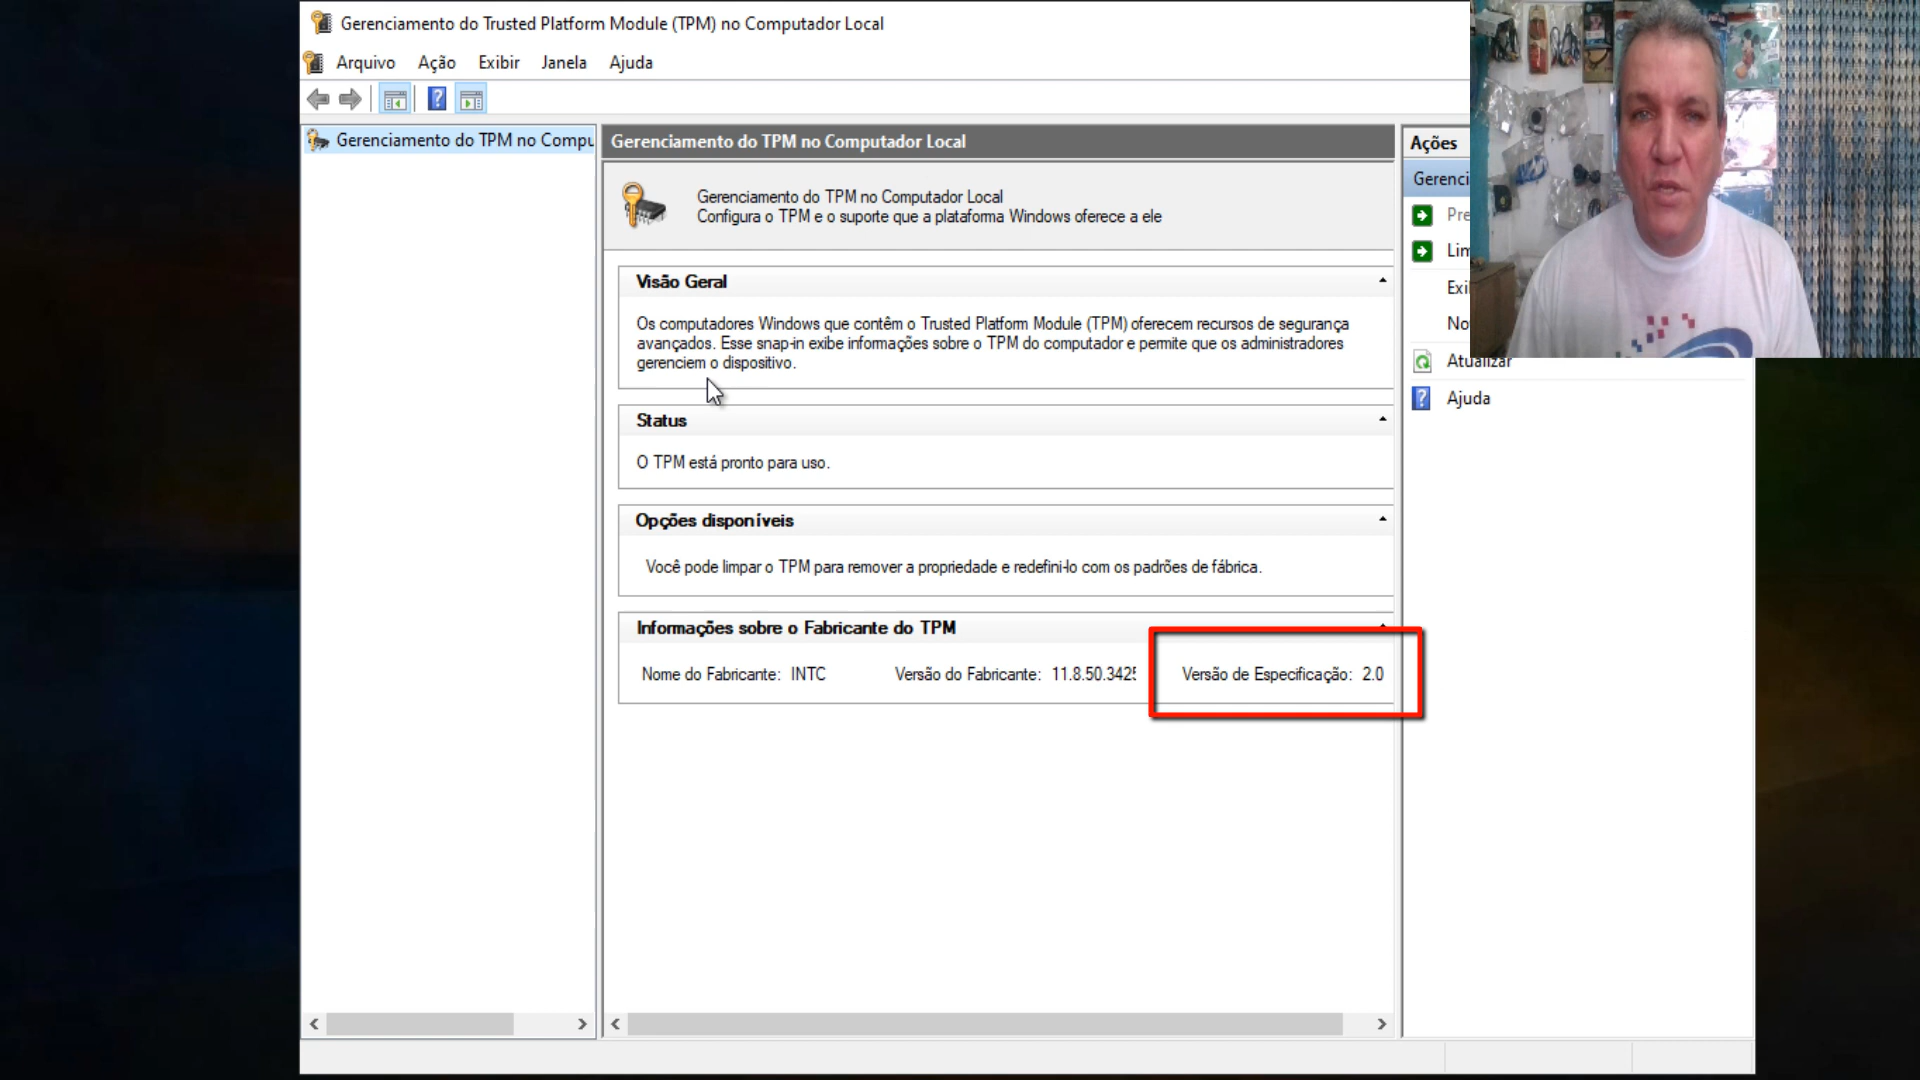 Gerenciamento do Trusted Platform Module (TPM) no Computador Local
Arquivo Ação Exibir Janela Ajuda
Gerenciamento do TPM no Compu
Gerenciamento do TPM no Computador Local
Gerenciamento do TPM no Computador Local
Configura o TPM e o suporte que a plataforma Windows oferece a ele
Visão Geral
Os computadores Windows que contêm o Trusted Platform Module (TPM) oferecem recursos de segurança
avançados. Esse snap-in exibe informações sobre o TPM do computador e permite que os administradores
gerenciem o dispositivo.
Status
O TPM está pronto para uso.
Opções disponíveis
Você pode limpar o TPM para remover a propriedade e redefini-lo com os padrões de fábrica.
Informações sobre o Fabricante do TPM
Nome do Fabricante: INTC Versão do Fabricante: 11.8.50.3425 Versão de Especificação: 2.0
Ações
Gerenci
Pre
Lim
Exi
No
Atualizar
Ajuda